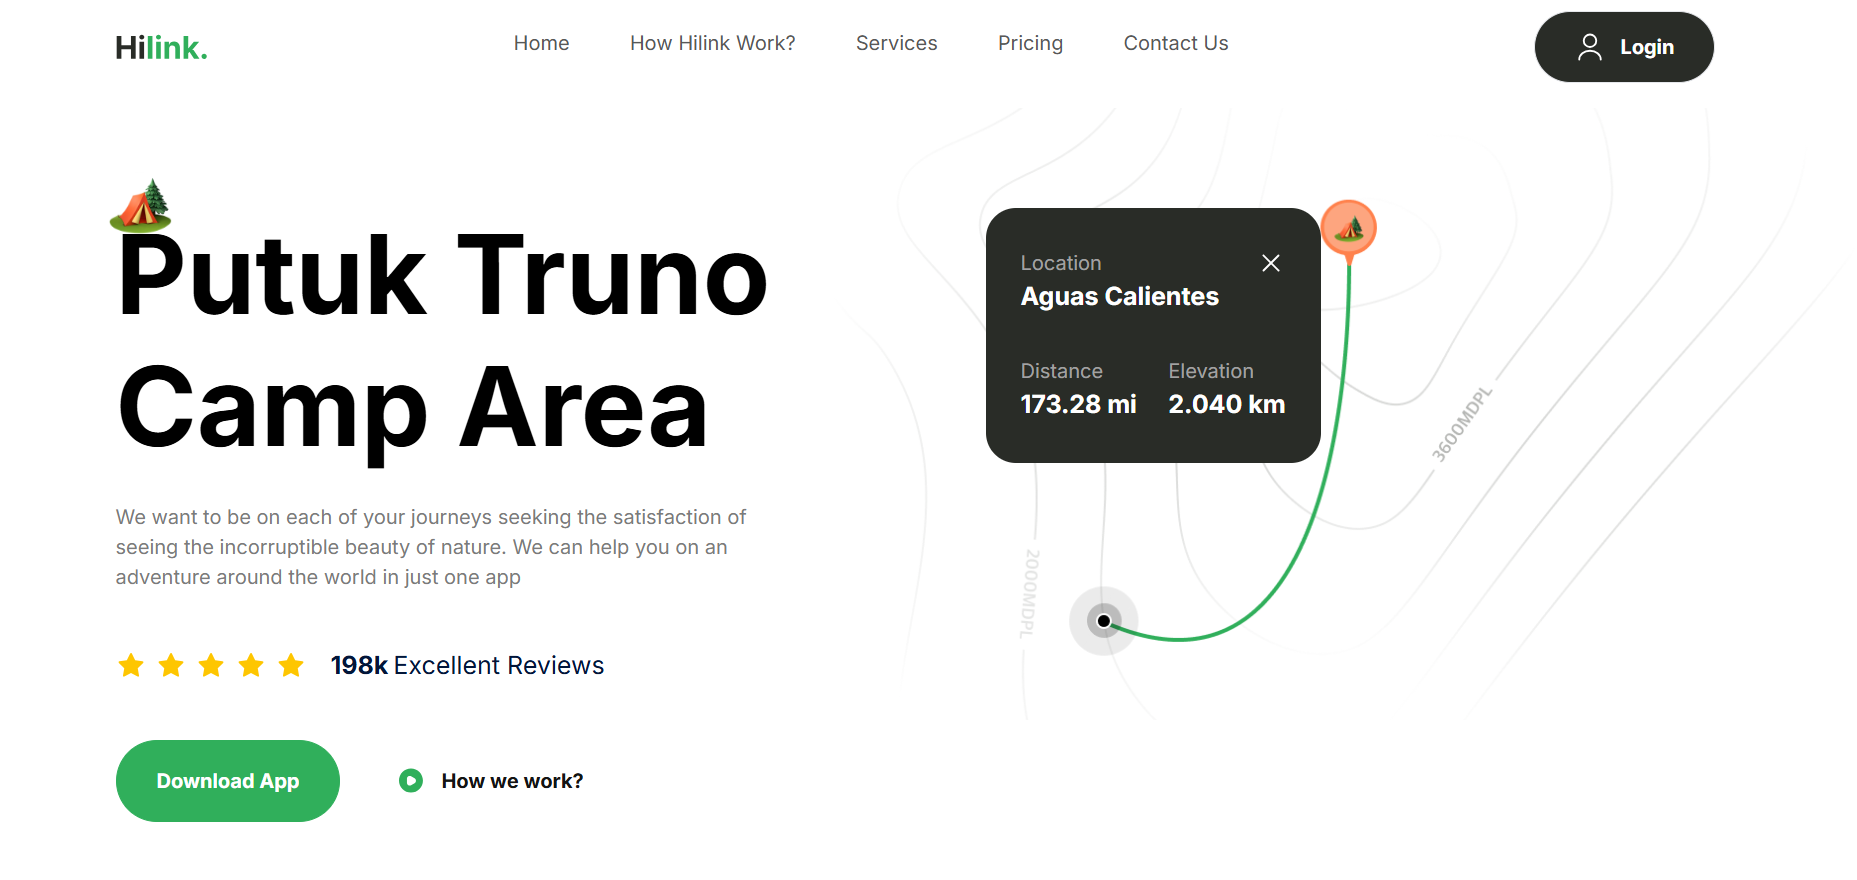 Hilink.
Home
How Hilink Work?
Services
Pricing
Contact Us
Login
Putuk Truno
Camp Area
We want to be on each of your journeys seeking the satisfaction of
seeing the incorruptible beauty of nature. We can help you on an
adventure around the world in just one app
198k Excellent Reviews
Download App
How we work?
Location
Aguas Calientes
Distance
173.28 mi
Elevation
2.040 km
3600MDPL
2000MDPL